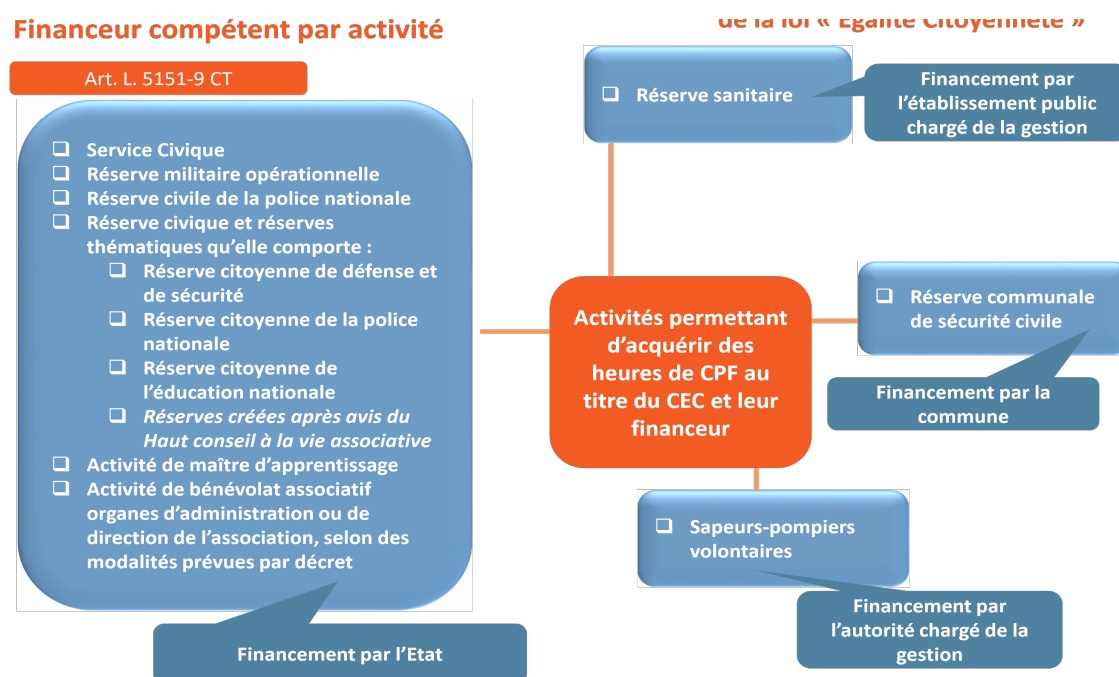 Financeur compétent par activité
de la loi « Egalité Citoyenneté »
Art. L. 5151-9 CT
❑ Service Civique
❑ Réserve militaire opérationnelle
❑ Réserve civile de la police nationale
❑ Réserve civique et réserves
thématiques qu’elle comporte :
❑ Réserve citoyenne de défense et
de sécurité
❑ Réserve citoyenne de la police
nationale
❑ Réserve citoyenne de
l’éducation nationale
❑ Réserves créées après avis du
Haut conseil à la vie associative
❑ Activité de maître d’apprentissage
❑ Activité de bénévolat associatif
organes d’administration ou de
direction de l’association, selon des
modalités prévues par décret
Financement par l’Etat
Activités permettant
d’acquérir des
heures de CPF au
titre du CEC et leur
financeur
❑ Réserve sanitaire
Financement par
l’établissement public
chargé de la gestion
❑ Réserve communale
de sécurité civile
Financement par la
commune
❑ Sapeurs-pompiers
volontaires
Financement par
l’autorité chargé de la
gestion